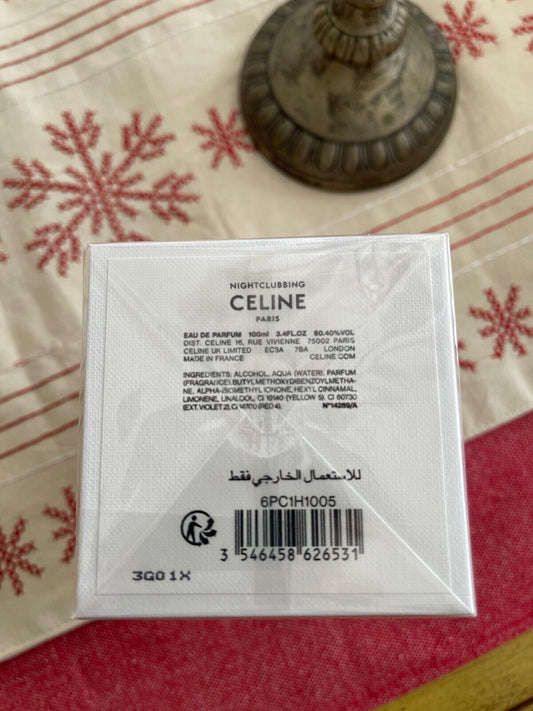 NIGHTCLUBBING
CELINE
PARIS
EAU DE PARFUM 100ml 3.4FL.OZ 80.40%VOL
DIST. CELINE 16, RUE VIVIENNE 75002 PARIS
CELINE UK LIMITED EC3A 7BA LONDON
MADE IN FRANCE CELINE.COM
INGREDIENTS: ALCOHOL, AQUA (WATER), PARFUM
(FRAGRANCE), BUTYLMETHOXYDIBENZOYLMETHA-
NE, ALPHA-ISOMETHYL IONONE, HEXYL CINNAMAL,
LIMONENE, LINALOOL, CI 19140 (YELLOW 5), CI 60730
(EXT. VIOLET 2), CI 14700 (RED 4). N°14289/A
للاستعمال الخارجي فقط
6PC1H1005
3 546458 626531
3G01X